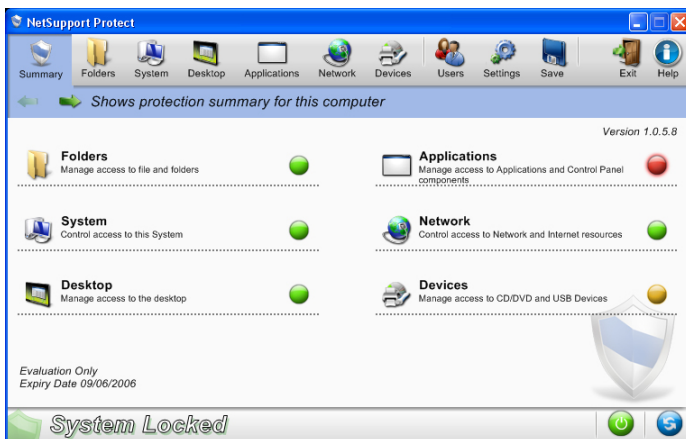 NetSupport Protect
Summary Folders System Desktop Applications Network Devices Users Settings Save Exit Help
Shows protection summary for this computer
Version 1.0.5.8
Folders
Manage access to file and folders
Applications
Manage access to Applications and Control Panel
components
System
Control access to this System
Network
Control access to Network and Internet resources
Desktop
Manage access to the desktop
Devices
Manage access to CD/DVD and USB Devices
Evaluation Only
Expiry Date 09/06/2006
System Locked